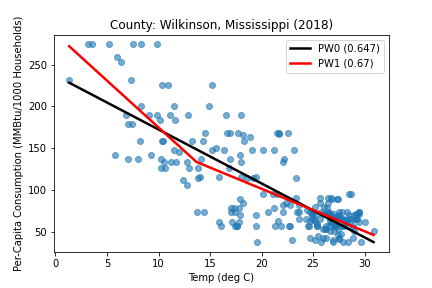 County: Wilkinson, Mississippi (2018)
PW0 (0.647)
PW1 (0.67)
Per-Capita Consumption (MMBtu/1000 Households)
250
200
150
100
50
0 5 10 15 20 25 30
Temp (deg C)